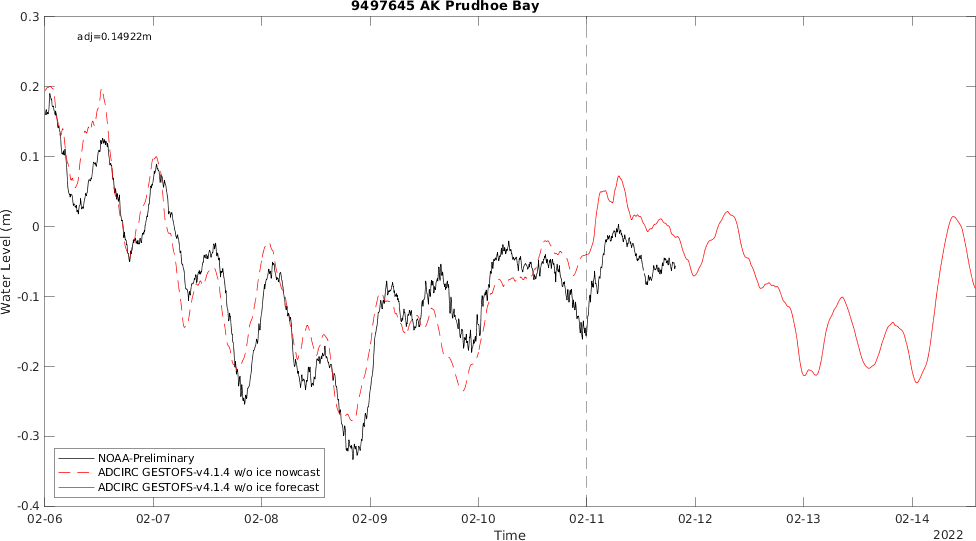 9497645 AK Prudhoe Bay
adj=0.14922m
0.3
0.2
0.1
0
-0.1
-0.2
-0.3
-0.4
Water Level (m)
NOAA-Preliminary
ADCIRC GESTOFS-v4.1.4 w/o ice nowcast
ADCIRC GESTOFS-v4.1.4 w/o ice forecast
02-06 02-07 02-08 02-09 02-10 02-11 02-12 02-13 02-14
Time
2022